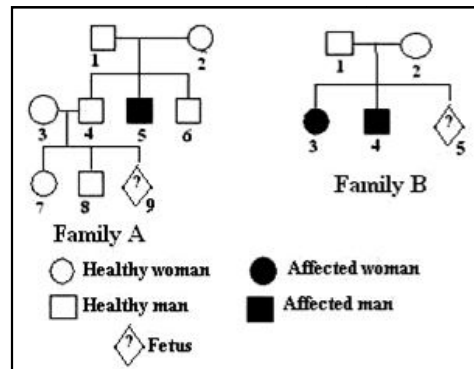 1
2
1
2
3
4
5
6
3
4
?
5
7
8
?
9
Family A
Family B
Healthy woman
Affected woman
Healthy man
Affected man
? Fetus